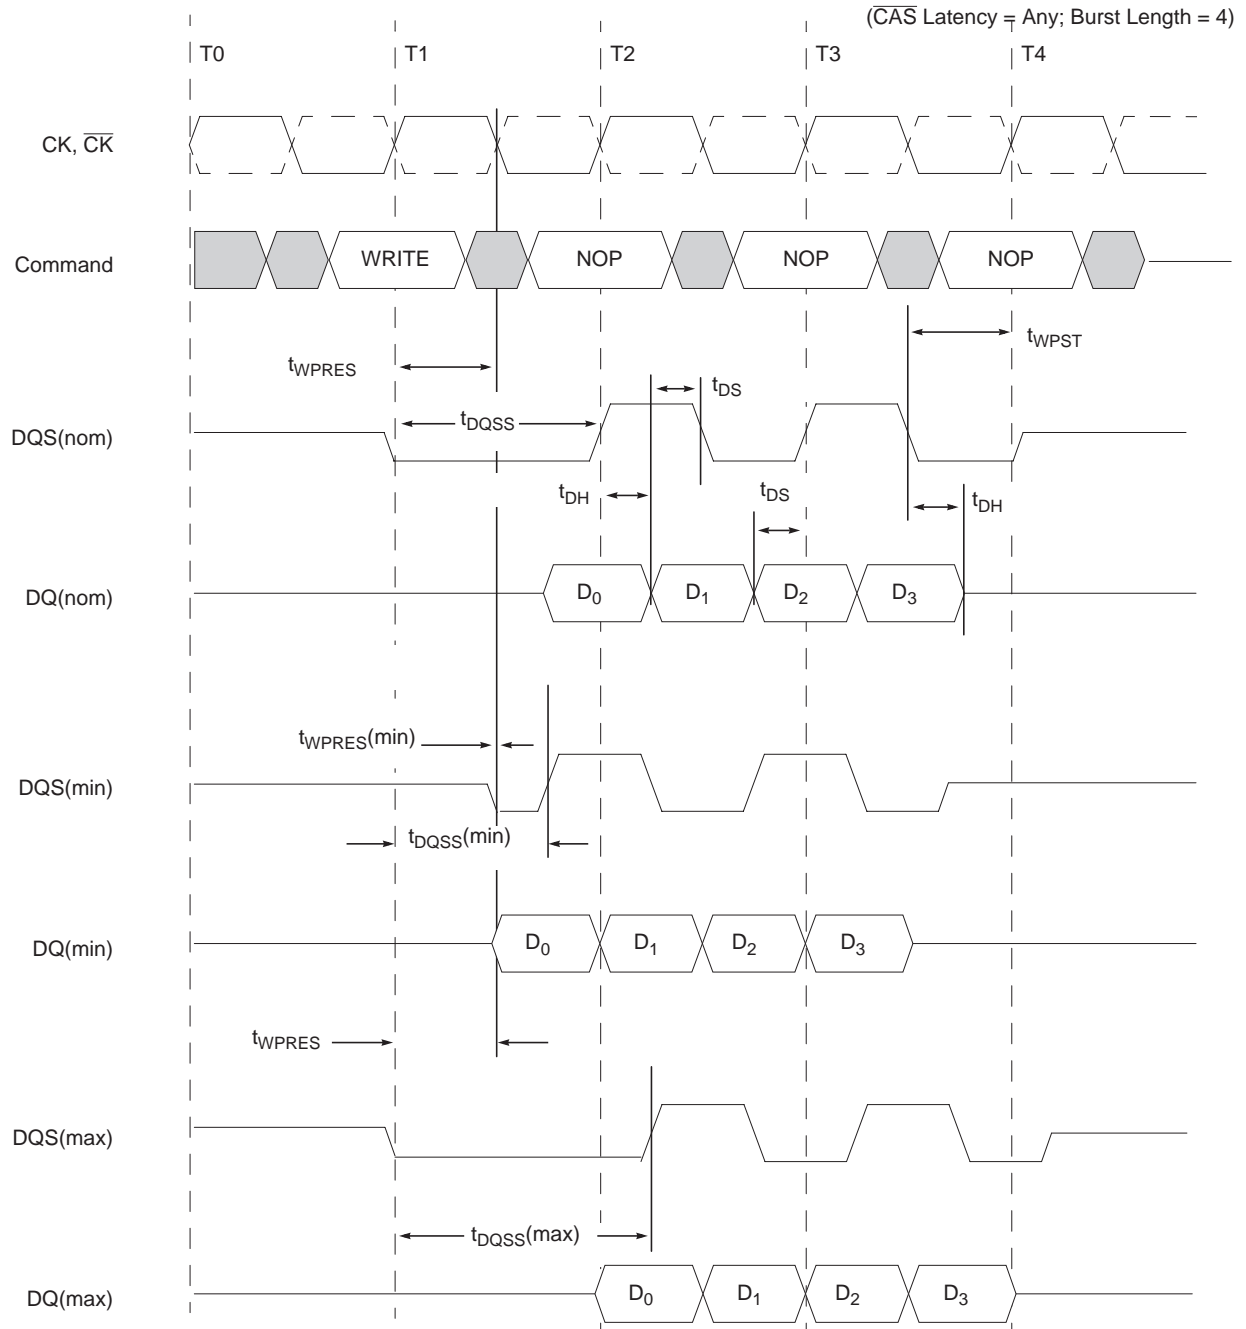 (C̅A̅S̅ Latency = Any; Burst Length = 4)
T0 T1 T2 T3 T4
CK, C̅K̅
Command WRITE NOP NOP NOP
tWPST
tWPRES
tDS
DQS(nom) tDQSS
tDH tDS tDH
DQ(nom) D0 D1 D2 D3
tWPRES(min)
DQS(min)
tDQSS(min)
DQ(min) D0 D1 D2 D3
tWPRES
DQS(max)
tDQSS(max)
DQ(max) D0 D1 D2 D3